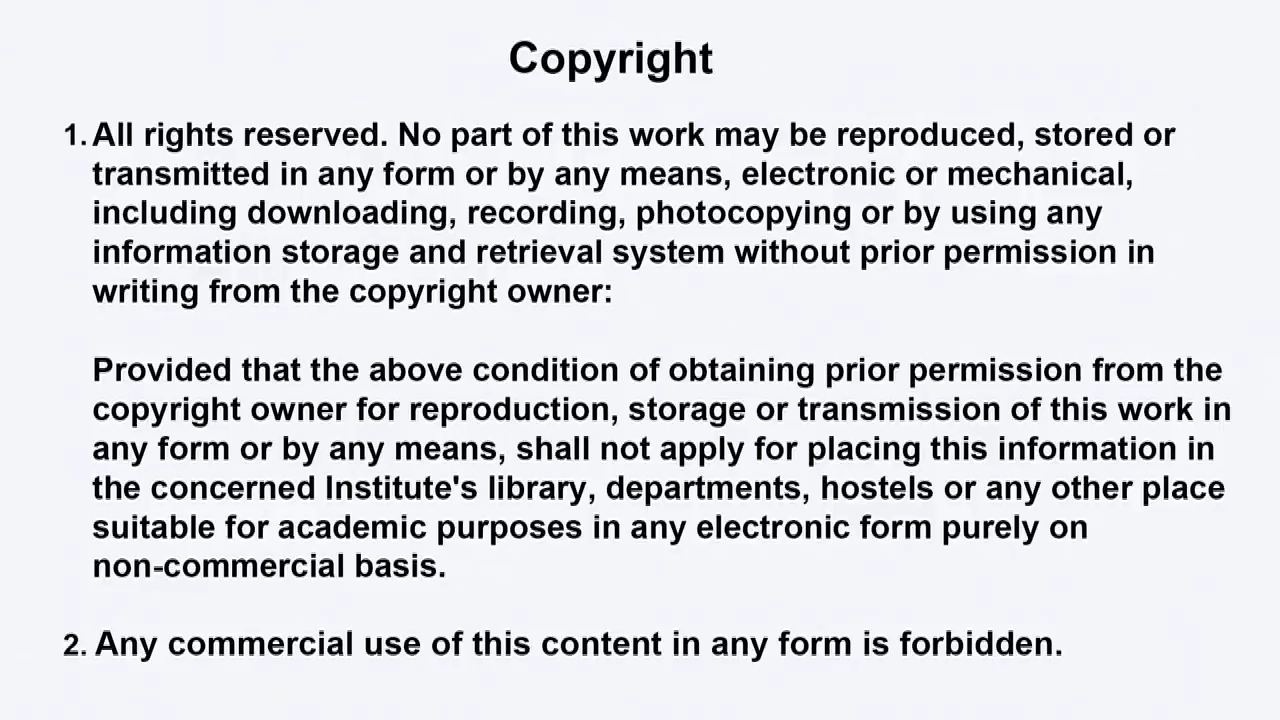 Copyright
1. All rights reserved. No part of this work may be reproduced, stored or
transmitted in any form or by any means, electronic or mechanical,
including downloading, recording, photocopying or by using any
information storage and retrieval system without prior permission in
writing from the copyright owner:
Provided that the above condition of obtaining prior permission from the
copyright owner for reproduction, storage or transmission of this work in
any form or by any means, shall not apply for placing this information in
the concerned Institute's library, departments, hostels or any other place
suitable for academic purposes in any electronic form purely on
non-commercial basis.
2. Any commercial use of this content in any form is forbidden.